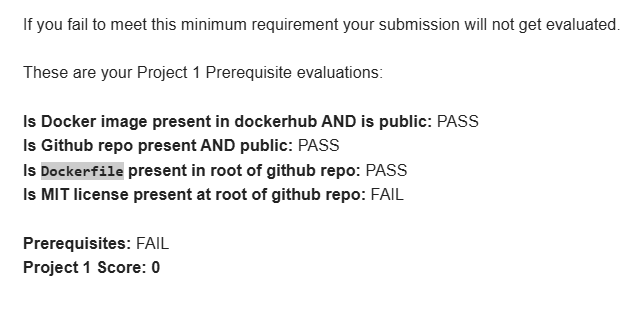 If you fail to meet this minimum requirement your submission will not get evaluated.
These are your Project 1 Prerequisite evaluations:
Is Docker image present in dockerhub AND is public: PASS
Is Github repo present AND public: PASS
Is Dockerfile present in root of github repo: PASS
Is MIT license present at root of github repo: FAIL
Prerequisites: FAIL
Project 1 Score: 0